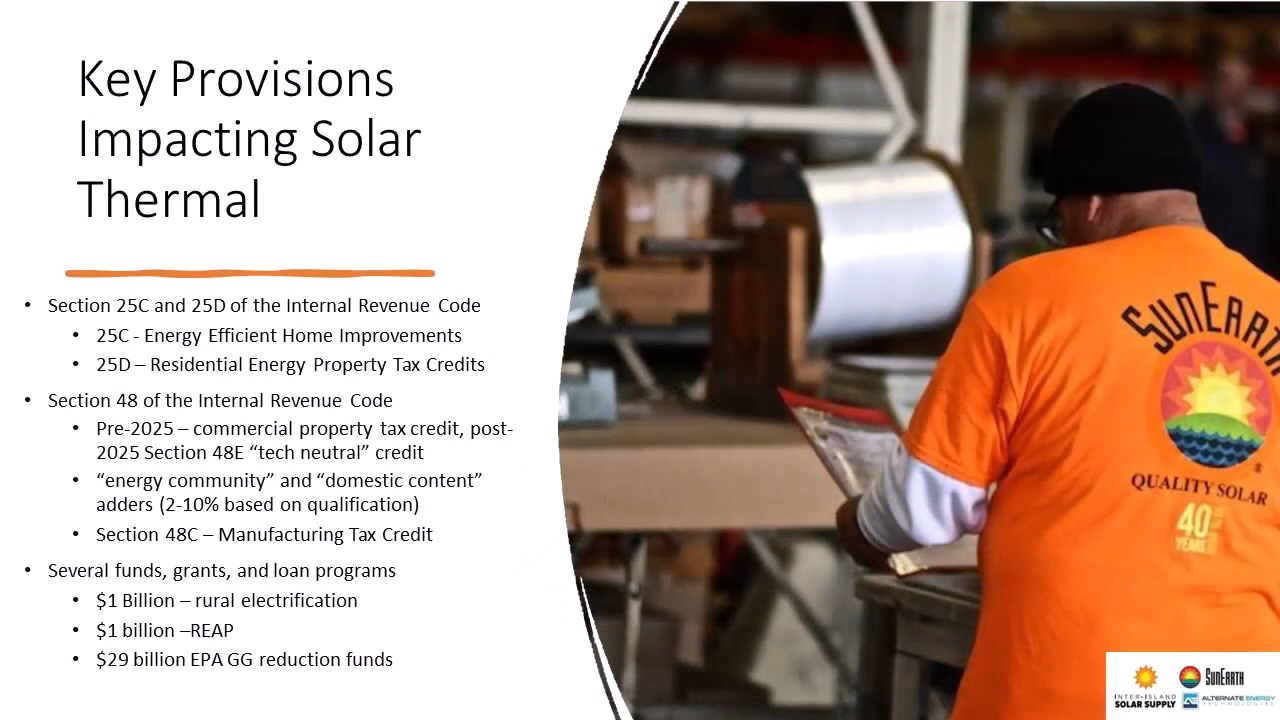 Key Provisions
Impacting Solar
Thermal
• Section 25C and 25D of the Internal Revenue Code
• 25C - Energy Efficient Home Improvements
• 25D – Residential Energy Property Tax Credits
• Section 48 of the Internal Revenue Code
• Pre-2025 – commercial property tax credit, post-
2025 Section 48E “tech neutral” credit
• “energy community” and “domestic content”
adders (2-10% based on qualification)
• Section 48C – Manufacturing Tax Credit
• Several funds, grants, and loan programs
• $1 Billion – rural electrification
• $1 billion –REAP
• $29 billion EPA GG reduction funds
SUNEARTH
®
QUALITY SOLAR
40
YEARS
INTER-ISLAND
SOLAR SUPPLY
SUNEARTH
ALTERNATE ENERGY
TECHNOLOGIES